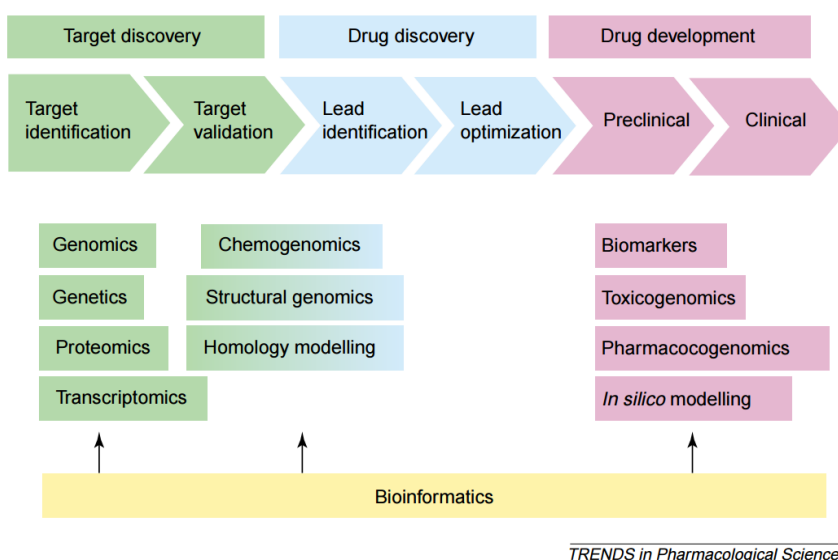 Target discovery
Drug discovery
Drug development
Target
identification
Target
validation
Lead
identification
Lead
optimization
Preclinical
Clinical
Genomics
Chemogenomics
Biomarkers
Genetics
Structural genomics
Toxicogenomics
Proteomics
Homology modelling
Pharmacocogenomics
Transcriptomics
In silico modelling
Bioinformatics
TRENDS in Pharmacological Science